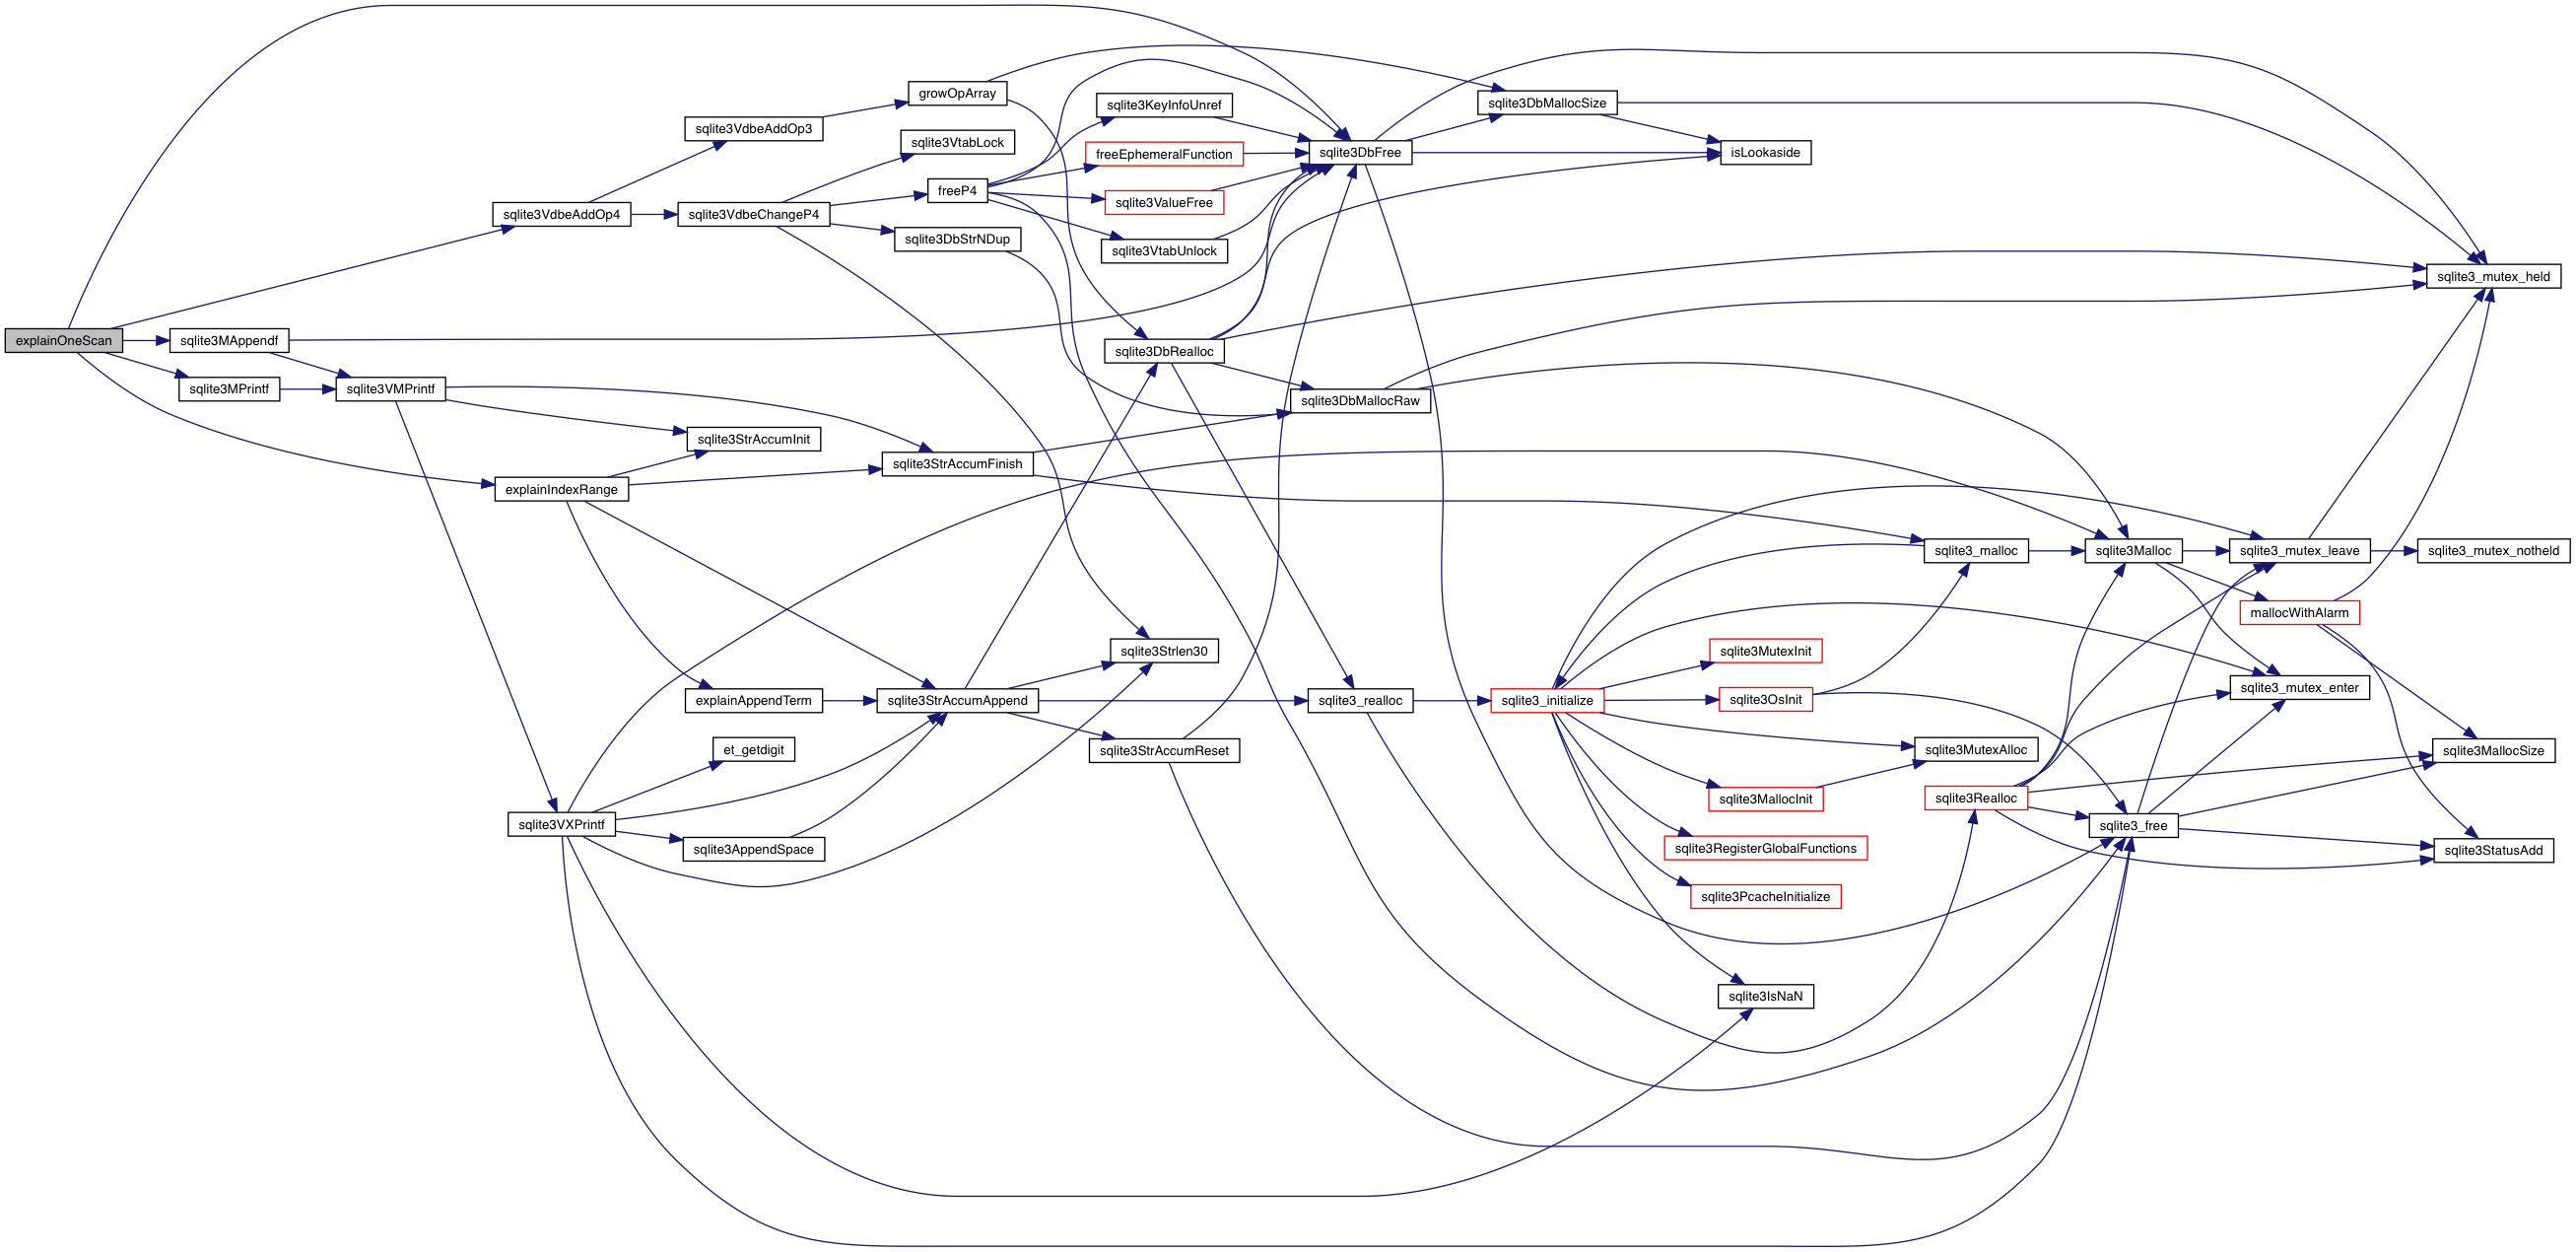 growOpArray
sqlite3KeyInfoUnref
sqlite3DbMallocSize
sqlite3VdbeAddOp3
sqlite3VtabLock
freeEphemeralFunction
sqlite3DbFree
isLookaside
freeP4
sqlite3ValueFree
sqlite3VdbeAddOp4
sqlite3VdbeChangeP4
sqlite3DbStrNDup
sqlite3VtabUnlock
sqlite3_mutex_held
explainOneScan
sqlite3MAppendf
sqlite3DbRealloc
sqlite3MPrintf
sqlite3VMPrintf
sqlite3DbMallocRaw
sqlite3StrAccumInit
sqlite3StrAccumFinish
explainIndexRange
sqlite3_malloc
sqlite3Malloc
sqlite3_mutex_leave
sqlite3_mutex_notheld
mallocWithAlarm
sqlite3Strlen30
sqlite3MutexInit
sqlite3_mutex_enter
explainAppendTerm
sqlite3StrAccumAppend
sqlite3_realloc
sqlite3_initialize
sqlite3OsInit
et_getdigit
sqlite3StrAccumReset
sqlite3MutexAlloc
sqlite3MallocSize
sqlite3MallocInit
sqlite3Realloc
sqlite3VXPrintf
sqlite3_free
sqlite3AppendSpace
sqlite3RegisterGlobalFunctions
sqlite3StatusAdd
sqlite3PcacheInitialize
sqlite3IsNaN